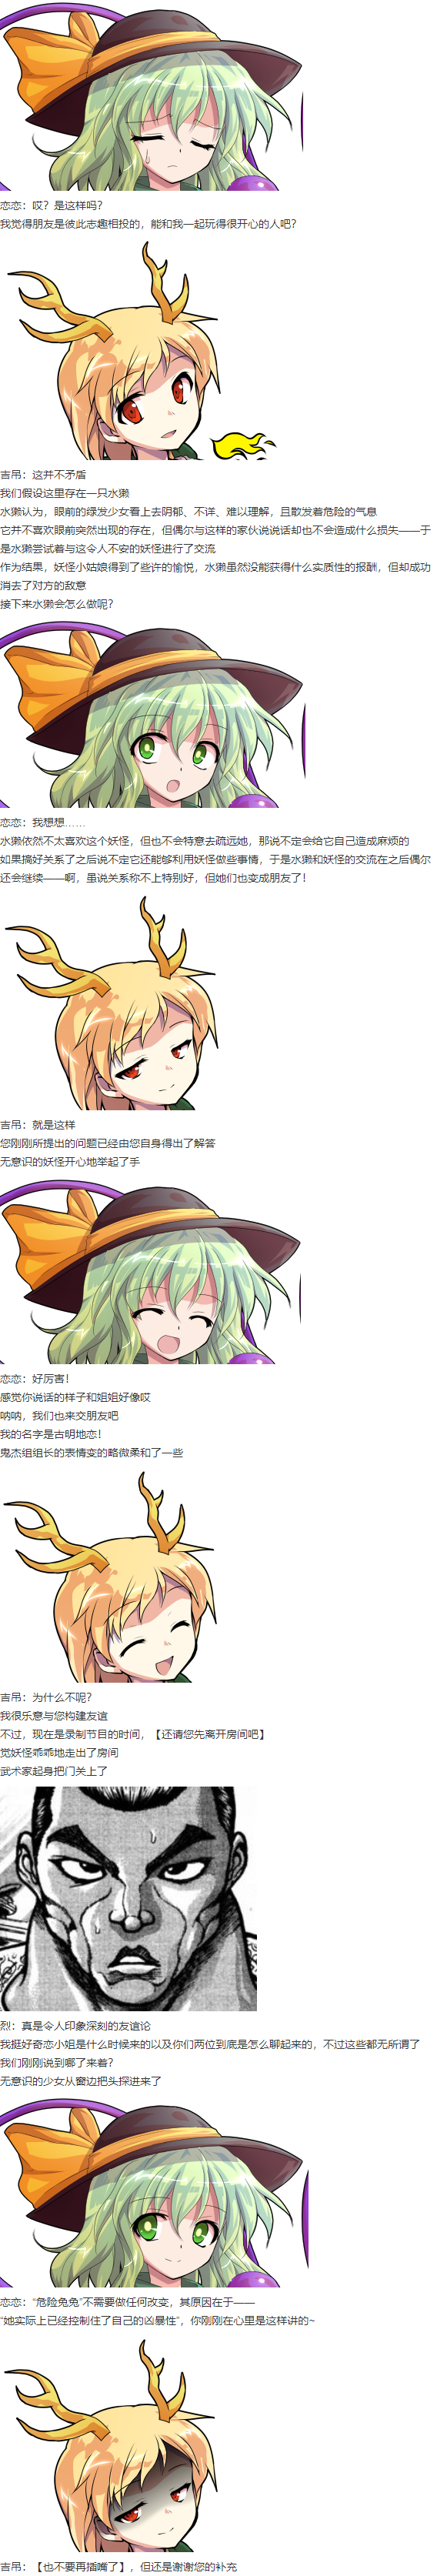 恋恋：哎？是这样吗？
我觉得朋友是彼此志趣相投的，能和我一起玩得很开心的人吧？
吉吊：这并不矛盾
我们假设这里存在一只水獭
水獭认为，眼前的绿发少女看上去阴郁、不详、难以理解，且散发着危险的气息
它并不喜欢眼前突然出现的存在，但偶尔与这样的家伙说说话却也不会造成什么损失——于
是水獭尝试着与这令人不安的妖怪进行了交流
作为结果，妖怪小姑娘得到了些许的愉悦，水獭虽然没能获得什么实质性的报酬，但却成功
消去了对方的敌意
接下来水獭会怎么做呢？
恋恋：我想想……
水獭依然不太喜欢这个妖怪，但也不会特意去疏远她，那说不定会给它自己造成麻烦的
如果搞好关系了之后说不定它还能够利用妖怪做些事情，于是水獭和妖怪的交流在之后偶尔
还会继续——啊，虽说关系称不上特别好，但她们也变成朋友了！
吉吊：就是这样
您刚刚所提出的问题已经由您自身得出了解答
无意识的妖怪开心地举起了手
恋恋：好厉害！
感觉你说话的样子和姐姐好像哎
呐呐，我们也来交朋友吧
我的名字是古明地恋！
鬼杰组组长的表情变的略微柔和了一些
吉吊：为什么不呢？
我很乐意与您构建友谊
不过，现在是录制节目的时间，【还请您先离开房间吧】
觉妖怪乖乖地走出了房间
武术家起身把门关上了
烈：真是令人印象深刻的友谊论
我挺好奇恋小姐是什么时候来的以及你们两位到底是怎么聊起来的，不过这些都无所谓了
我们刚刚说到哪了来着？
无意识的少女从窗边把头探进来了
恋恋：“危险兔兔”不需要做任何改变，其原因在于——
“她实际上已经控制住了自己的凶暴性”，你刚刚在心里是这样讲的~
吉吊：【也不要再插嘴了】，但还是谢谢您的补充